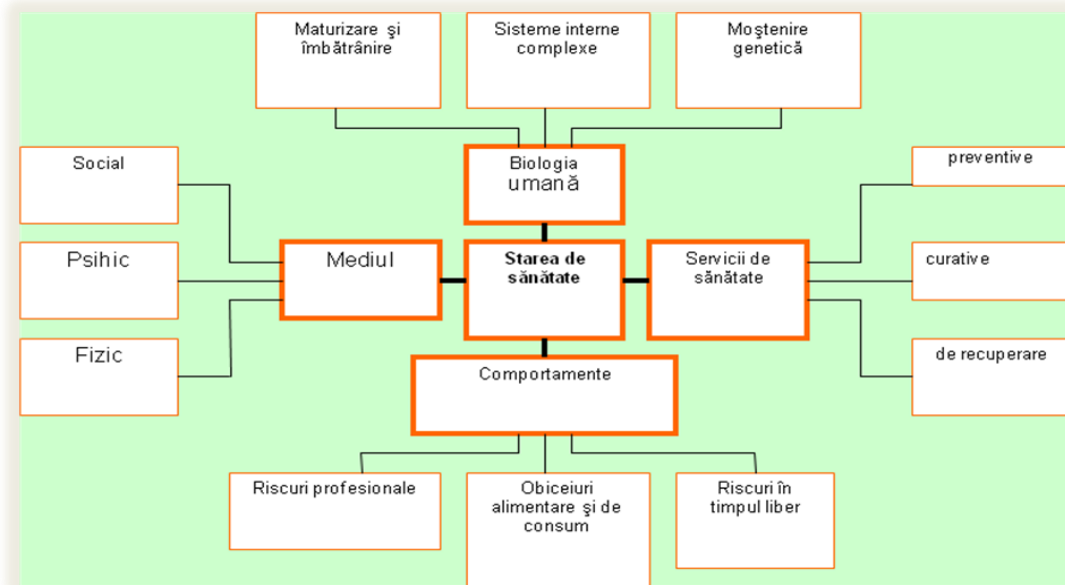 Maturizare şi
îmbătrânire
Sisteme interne
complexe
Moştenire
genetică
Social
Biologia
umană
preventive
Psihic
Mediul
Starea de
sănătate
Servicii de
sănătate
curative
Fizic
Comportamente
de recuperare
Riscuri profesionale
Obiceiuri
alimentare şi de
consum
Riscuri în
timpul liber